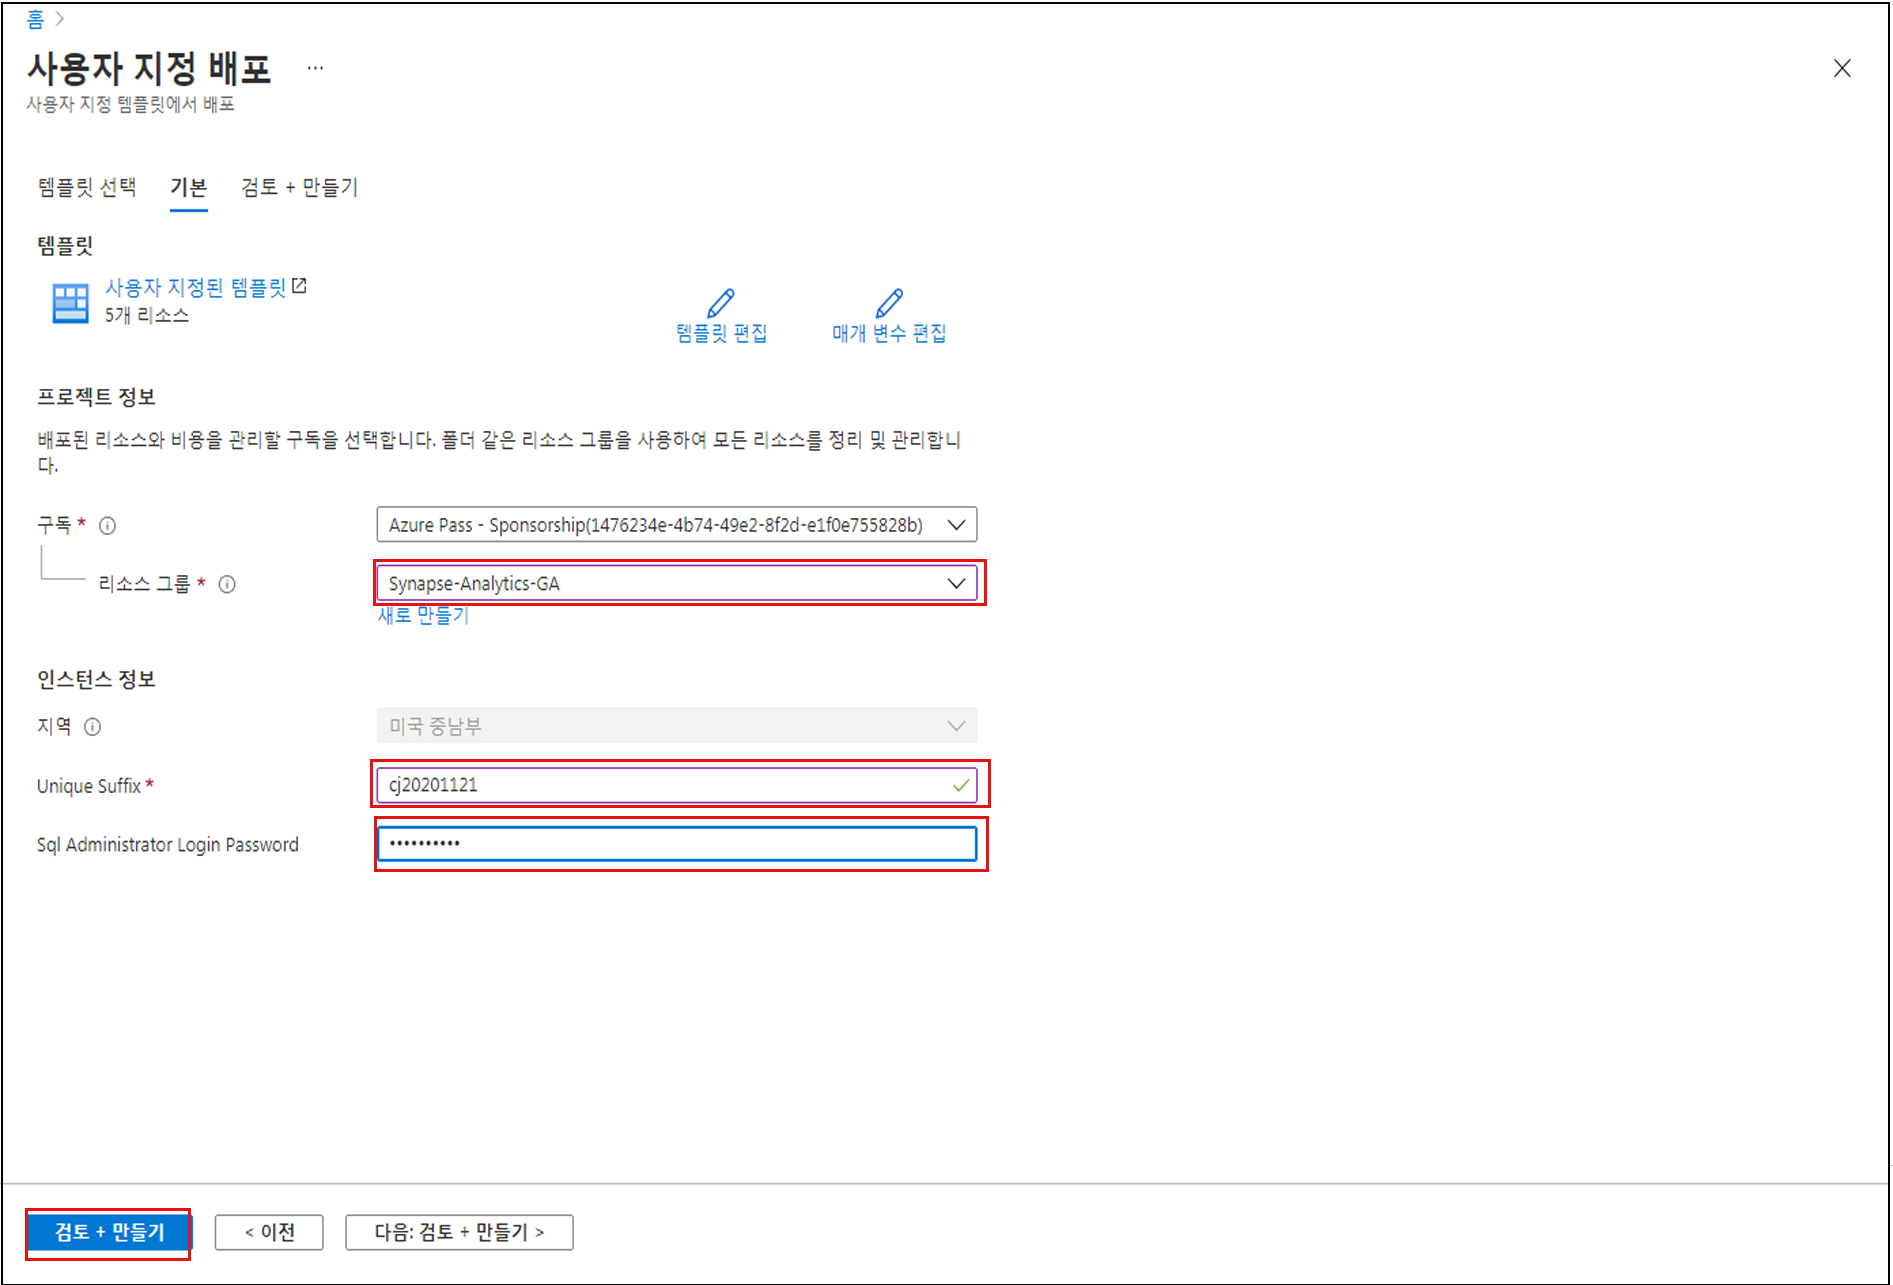 홈 >
사용자 지정 배포 ...
사용자 지정 템플릿에서 배포
템플릿 선택 기본 검토 + 만들기
템플릿
사용자 지정된 템플릿
5개 리소스
템플릿 편집 매개 변수 편집
프로젝트 정보
배포된 리소스와 비용을 관리할 구독을 선택합니다. 폴더 같은 리소스 그룹을 사용하여 모든 리소스를 정리 및 관리합니
다.
구독 * Azure Pass - Sponsorship(1476234e-4b74-49e2-8f2d-e1f0e755828b)
리소스 그룹 * Synapse-Analytics-GA
새로 만들기
인스턴스 정보
지역 미국 중남부
Unique Suffix * cj20201121
Sql Administrator Login Password ••••••••••
검토 + 만들기 < 이전 다음: 검토 + 만들기 >